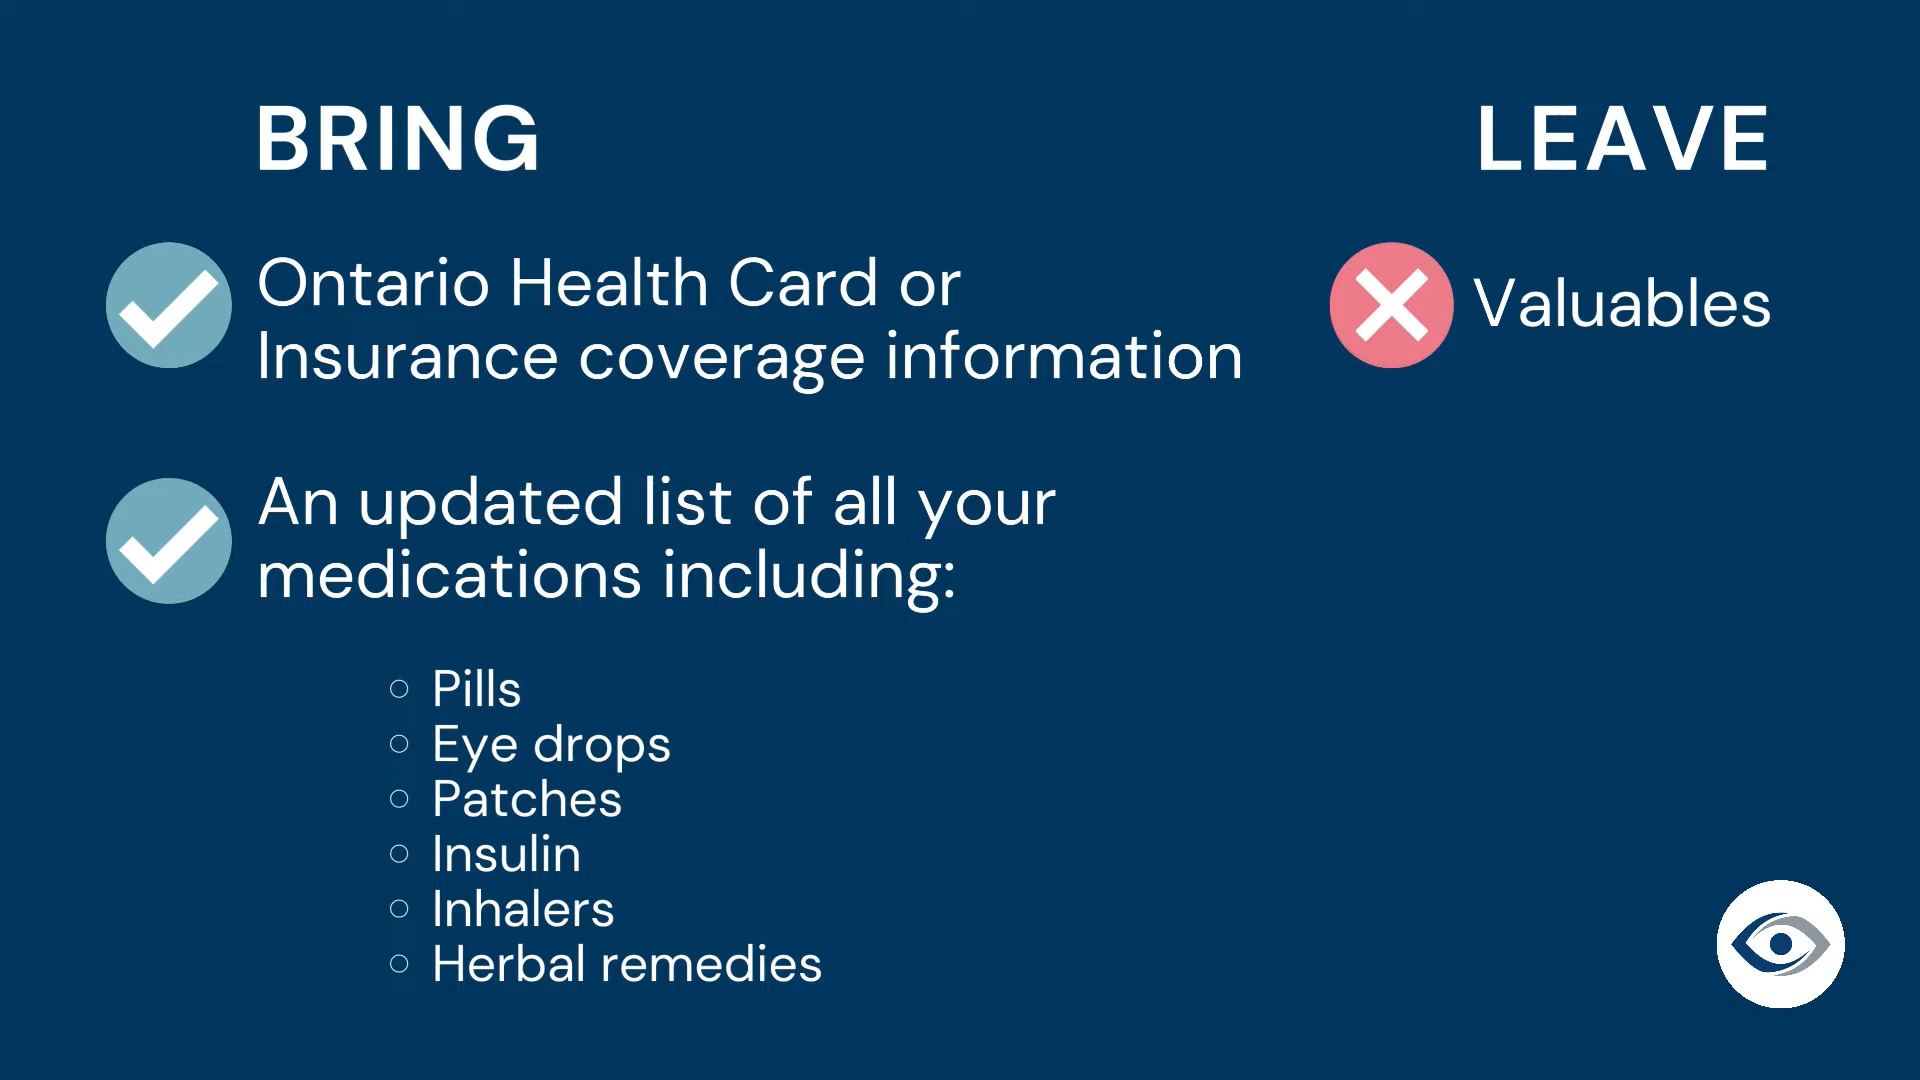 BRING
Ontario Health Card or
Insurance coverage information
An updated list of all your
medications including:
Pills
Eye drops
Patches
Insulin
Inhalers
Herbal remedies
LEAVE
Valuables